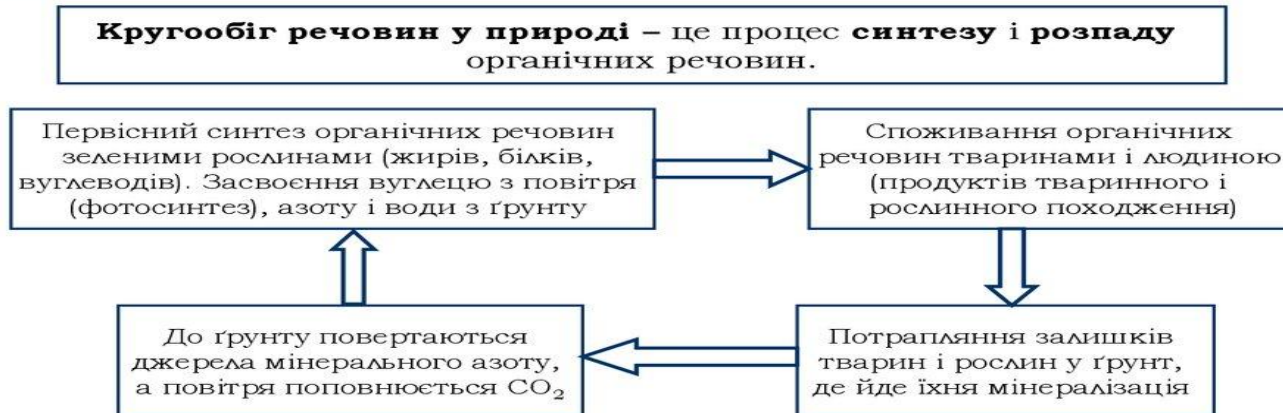 Кругообіг речовин у природі – це процес синтезу і розпаду
органічних речовин.
Первісний синтез органічних речовин
зеленими рослинами (жирів, білків,
вуглеводів). Засвоєння вуглецю з повітря
(фотосинтез), азоту і води з ґрунту
Споживання органічних
речовин тваринами і людиною
(продуктів тваринного і
рослинного походження)
Потрапляння залишків
тварин і рослин у ґрунт,
де йде їхня мінералізація
До ґрунту повертаються
джерела мінерального азоту,
а повітря поповнюється CO₂